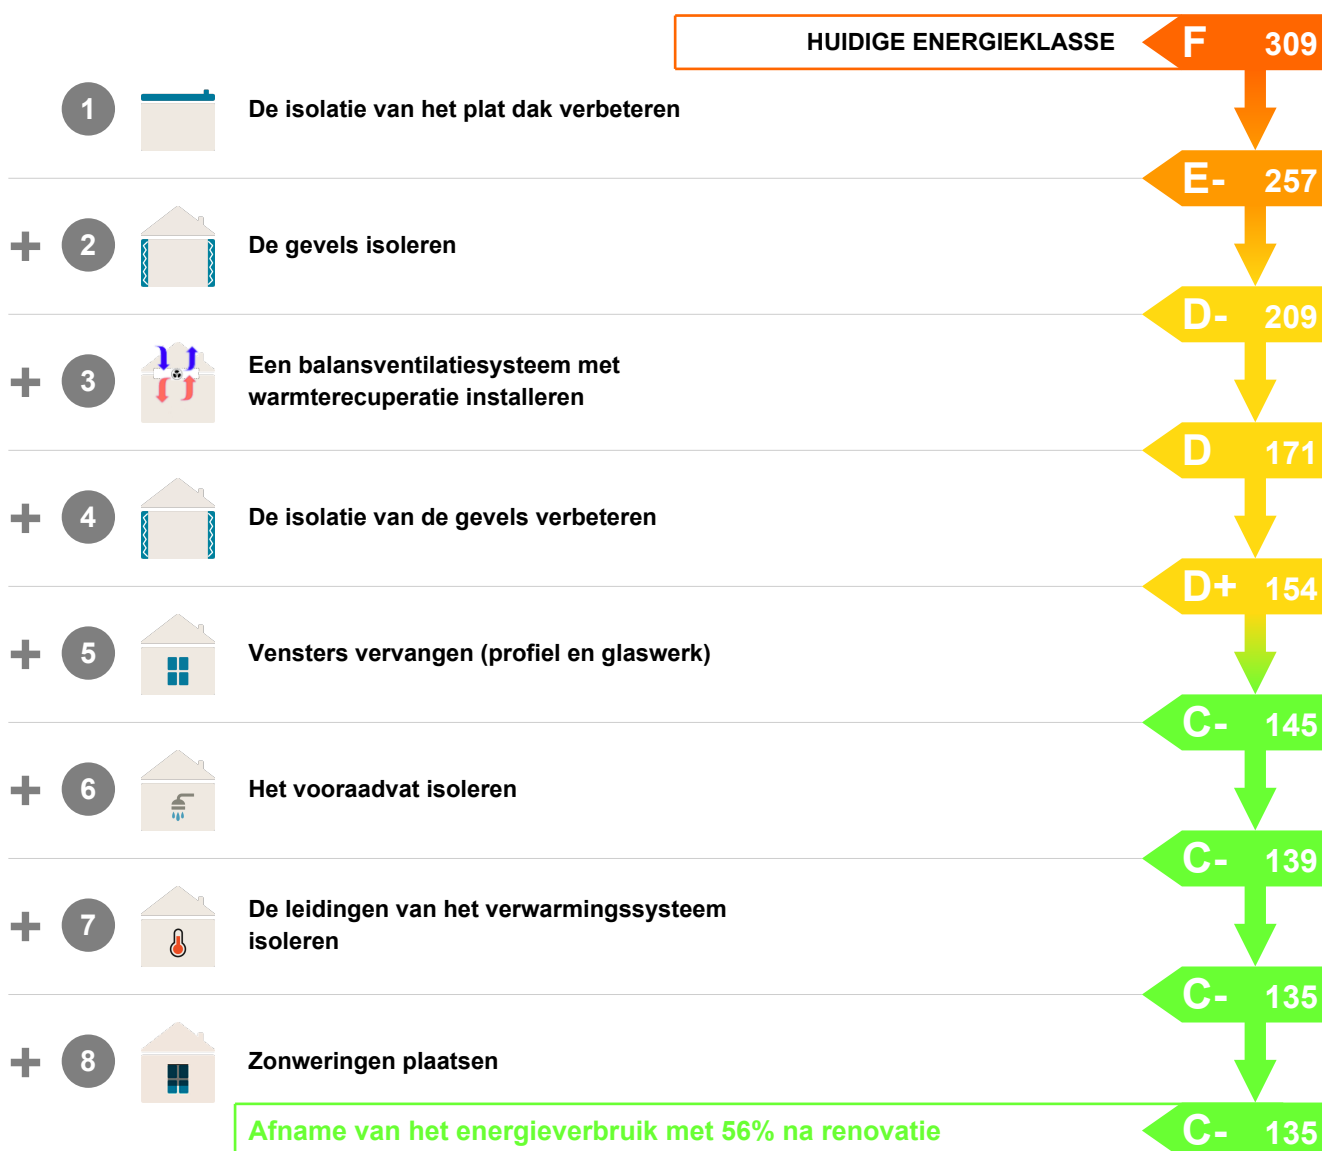 HUIDIGE ENERGIEKLASSE F 309
1 De isolatie van het plat dak verbeteren
E- 257
+ 2 De gevels isoleren
D- 209
+ 3 Een balansventilatiesysteem met
warmterecuperatie installeren
D 171
+ 4 De isolatie van de gevels verbeteren
D+ 154
+ 5 Vensters vervangen (profiel en glaswerk)
C- 145
+ 6 Het vooraadvat isoleren
C- 139
+ 7 De leidingen van het verwarmingssysteem
isoleren
C- 135
+ 8 Zonweringen plaatsen
Afname van het energieverbruik met 56% na renovatie C- 135